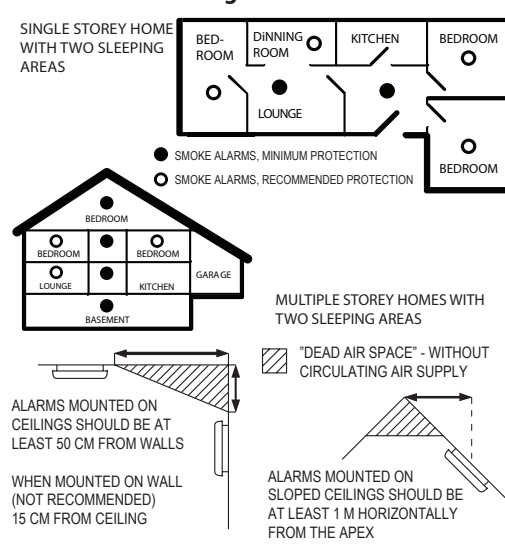 SINGLE STOREY HOME
WITH TWO SLEEPING
AREAS
BED-
ROOM
DINNING
ROOM
KITCHEN
BEDROOM
LOUNGE
BEDROOM
SMOKE ALARMS, MINIMUM PROTECTION
SMOKE ALARMS, RECOMMENDED PROTECTION
BEDROOM
BEDROOM
BEDROOM
LOUNGE
KITCHEN
GARAGE
BASEMENT
MULTIPLE STOREY HOMES WITH
TWO SLEEPING AREAS
"DEAD AIR SPACE" - WITHOUT
CIRCULATING AIR SUPPLY
ALARMS MOUNTED ON
CEILINGS SHOULD BE AT
LEAST 50 CM FROM WALLS
WHEN MOUNTED ON WALL
(NOT RECOMMENDED)
15 CM FROM CEILING
ALARMS MOUNTED ON
SLOPED CEILINGS SHOULD BE
AT LEAST 1 M HORIZONTALLY
FROM THE APEX